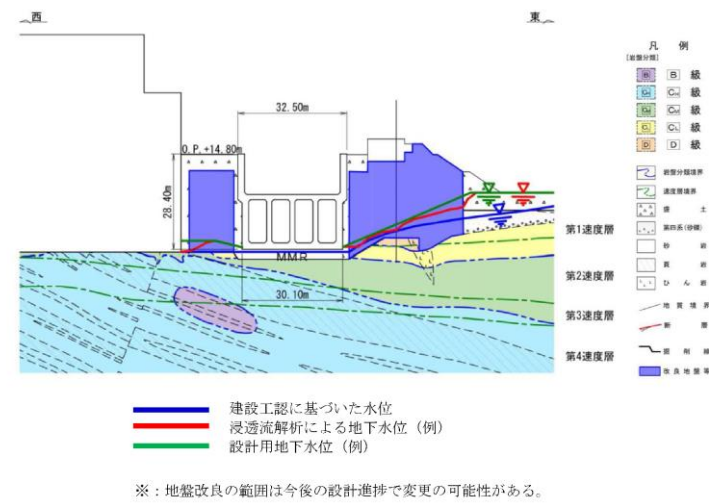 西
東
32.50m
O.P.+14.80m
28.40m
MMR
30.10m
第1速度層
第2速度層
第3速度層
第4速度層
凡 例
[岩盤分類]
B B 級
CH CH 級
CM CM 級
CL CL 級
D D 級
岩盤分類境界
速度層境界
盛 土
第四系(砂礫)
砂 岩
頁 岩
ひ ん 岩
地 質 境 界
断 層
掘 削 線
改 良 地 盤 等
建設工認に基づいた水位
浸透流解析による地下水位(例)
設計用地下水位(例)
※:地盤改良の範囲は今後の設計進捗で変更の可能性がある。